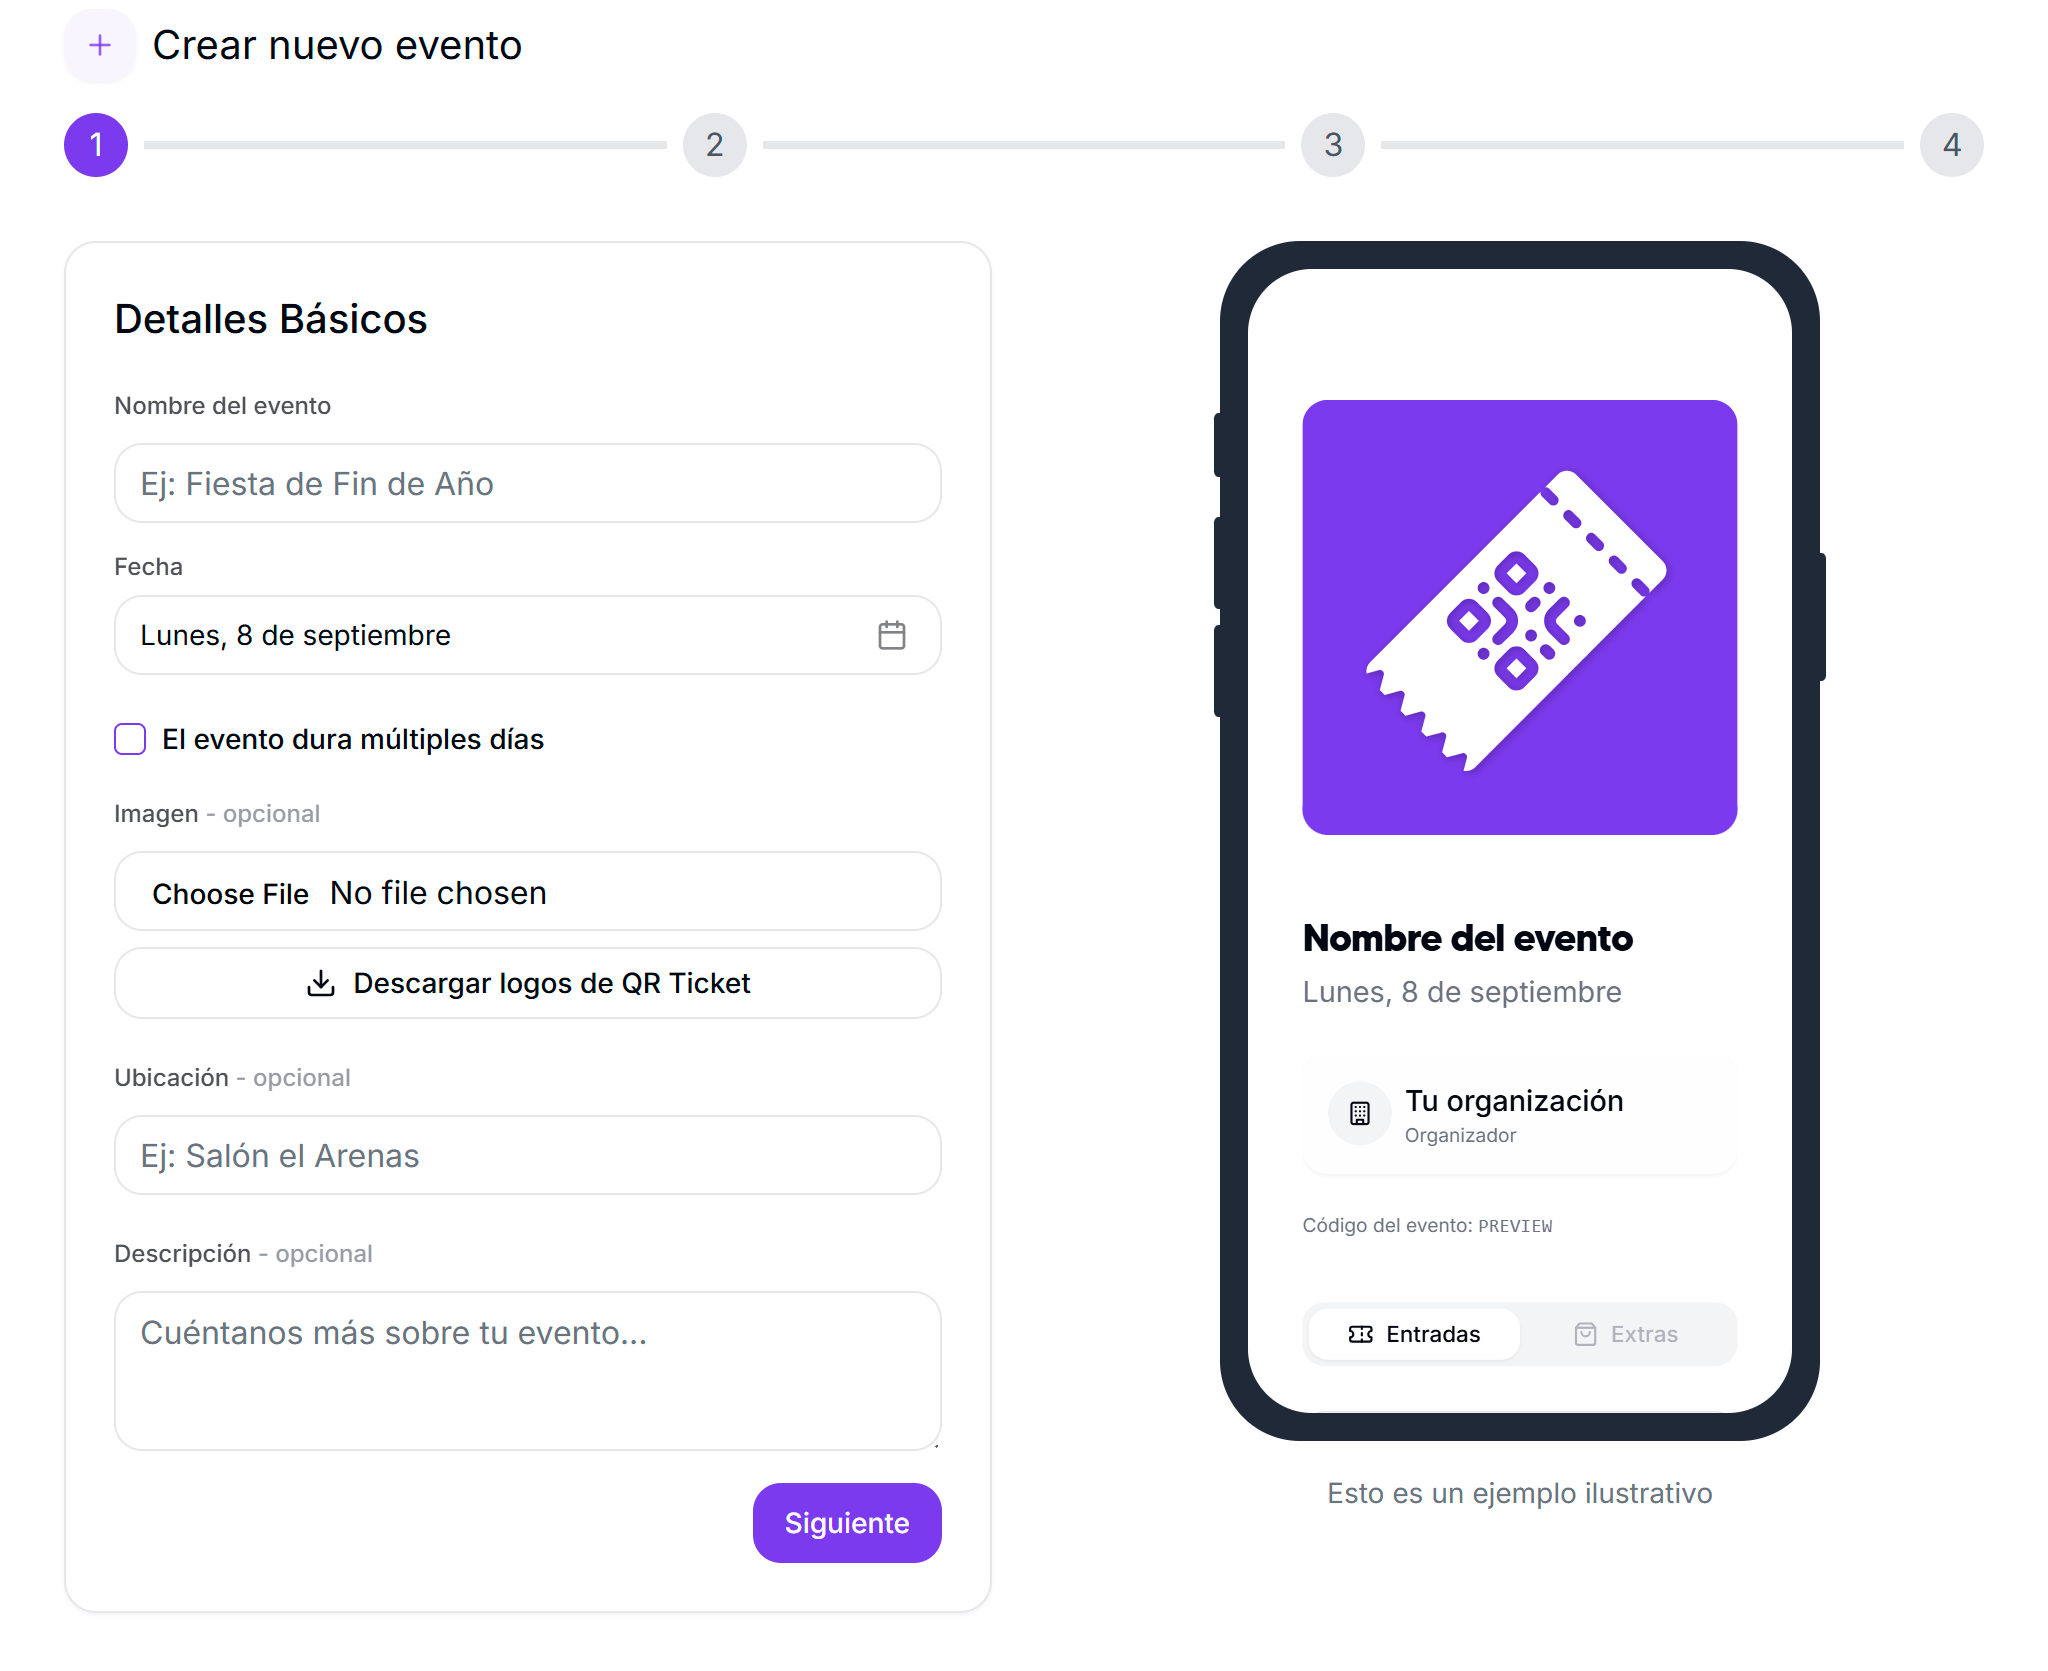 Crear nuevo evento
1
2
3
4
Detalles Básicos
Nombre del evento
Ej: Fiesta de Fin de Año
Fecha
Lunes, 8 de septiembre
El evento dura múltiples días
Imagen - opcional
Choose File No file chosen
Descargar logos de QR Ticket
Ubicación - opcional
Ej: Salón el Arenas
Descripción - opcional
Cuéntanos más sobre tu evento...
Siguiente
Nombre del evento
Lunes, 8 de septiembre
Tu organización
Organizador
Código del evento: PREVIEW
Entradas Extras
Esto es un ejemplo ilustrativo